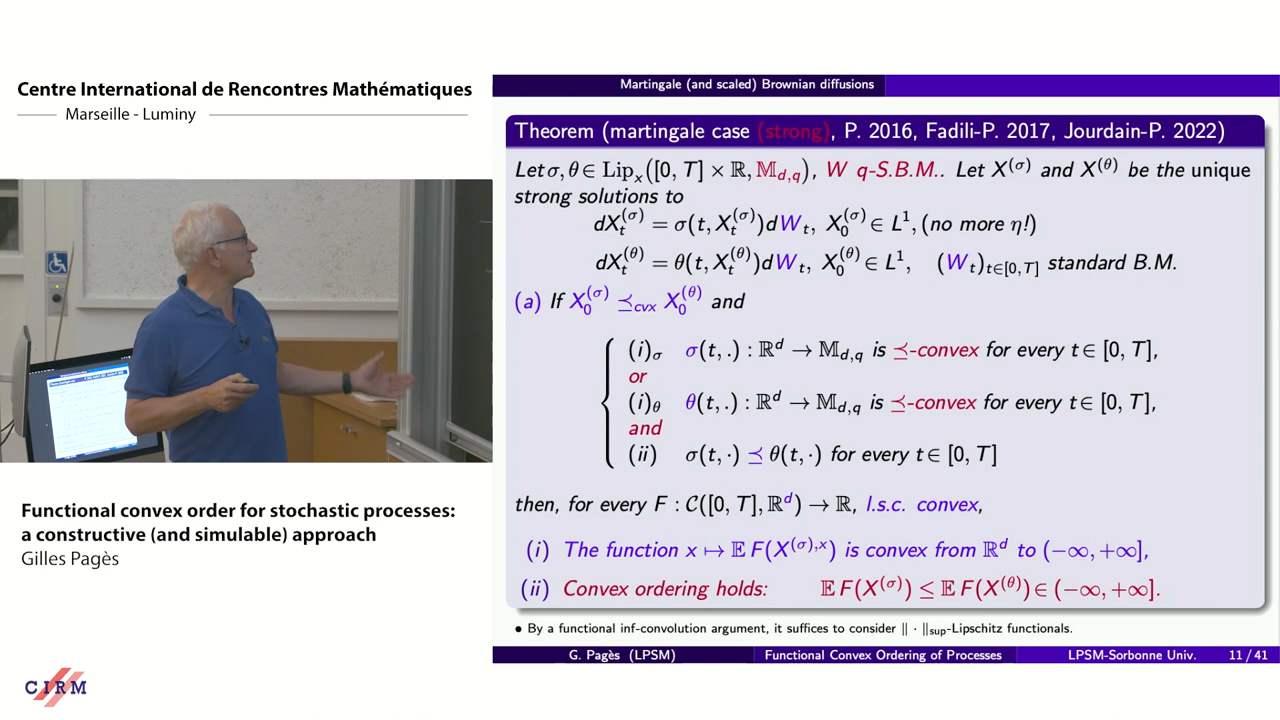 Centre International de Rencontres Mathématiques
Marseille - Luminy
Functional convex order for stochastic processes:
a constructive (and simulable) approach
Gilles Pagès
CIRM
Martingale (and scaled) Brownian diffusions
Theorem (martingale case (strong), P. 2016, Fadili-P. 2017, Jourdain-P. 2022)
Let σ, θ ∈ Lip_x([0, T] × ℝ, 𝕄_{d,q}), W q-S.B.M.. Let X^{(σ)} and X^{(θ)} be the unique
strong solutions to
dX_t^{(σ)} = σ(t, X_t^{(σ)})dW_t, X_0^{(σ)} ∈ L^1, (no more η!)
dX_t^{(θ)} = θ(t, X_t^{(θ)})dW_t, X_0^{(θ)} ∈ L^1, (W_t)_{t∈[0,T]} standard B.M.
(a) If X_0^{(σ)} ⪯_{cvx} X_0^{(θ)} and
(i)_σ σ(t, .) : ℝ^d → 𝕄_{d,q} is ⪯-convex for every t ∈ [0, T],
or
(i)_θ θ(t, .) : ℝ^d → 𝕄_{d,q} is ⪯-convex for every t ∈ [0, T],
and
(ii) σ(t, ·) ⪯ θ(t, ·) for every t ∈ [0, T]
then, for every F : 𝒞([0, T], ℝ^d) → ℝ, l.s.c. convex,
(i) The function x ↦ 𝔼 F(X^{(σ),x}) is convex from ℝ^d to (−∞, +∞],
(ii) Convex ordering holds: 𝔼 F(X^{(σ)}) ≤ 𝔼 F(X^{(θ)}) ∈ (−∞, +∞].
• By a functional inf-convolution argument, it suffices to consider ‖ · ‖_{sup}-Lipschitz functionals.
G. Pagès (LPSM) Functional Convex Ordering of Processes LPSM-Sorbonne Univ. 11 / 41